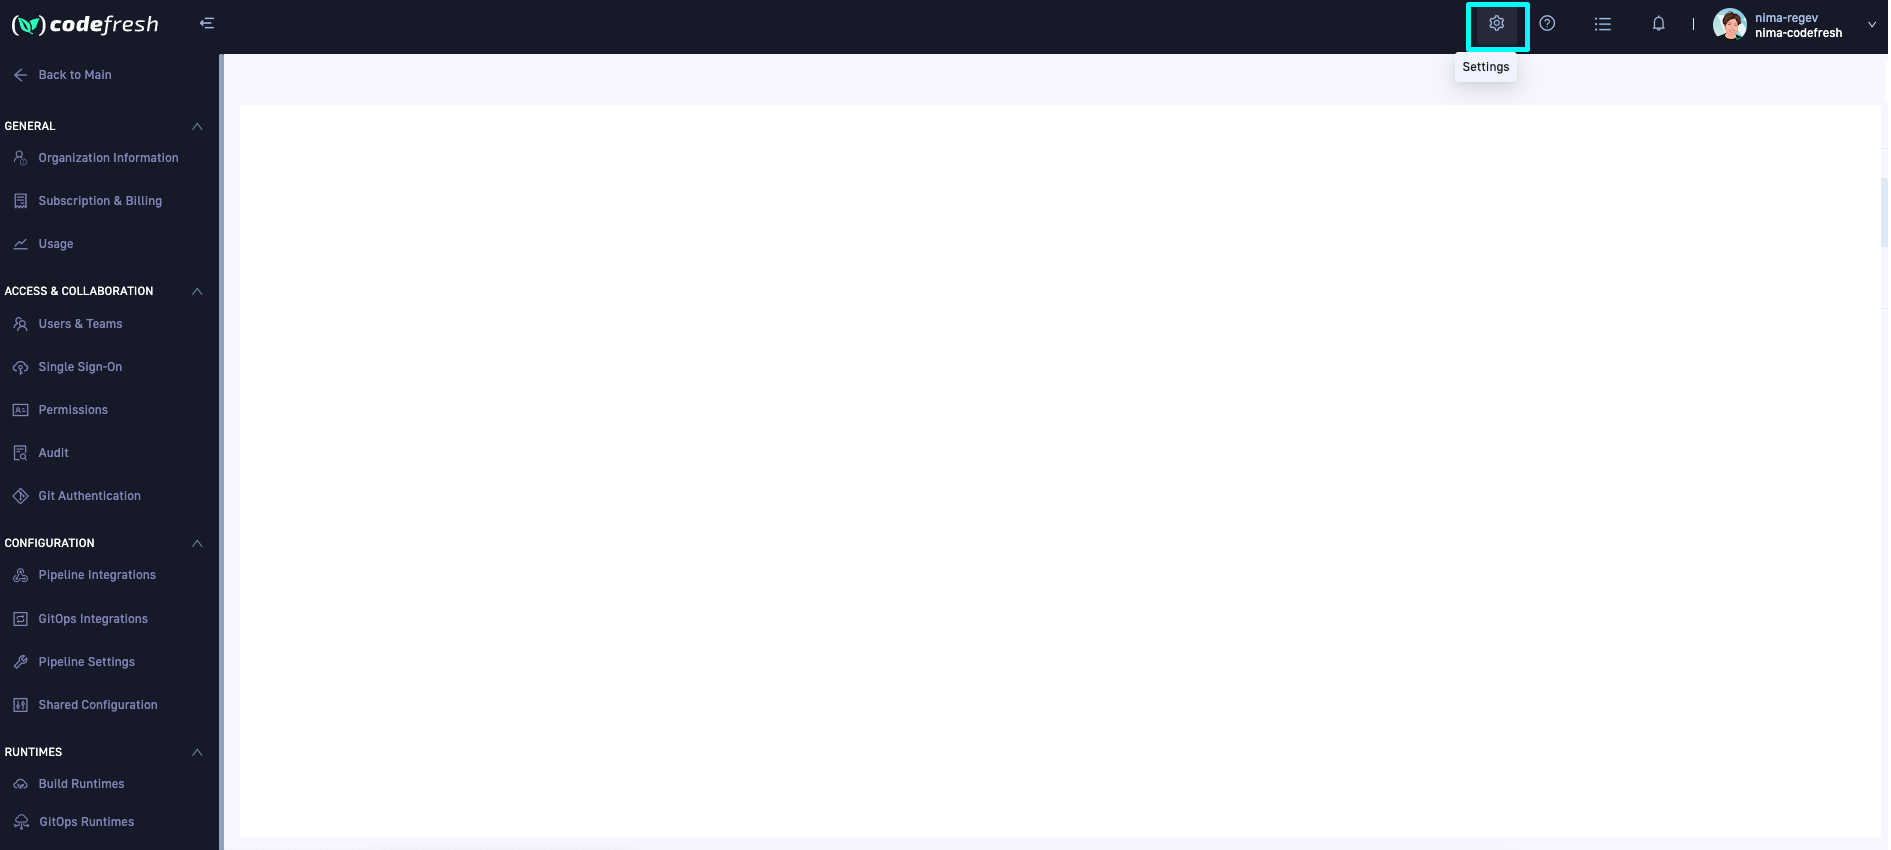 codefresh
nima-regev
nima-codefresh
Settings
Back to Main
GENERAL
Organization Information
Subscription & Billing
Usage
ACCESS & COLLABORATION
Users & Teams
Single Sign-On
Permissions
Audit
Git Authentication
CONFIGURATION
Pipeline Integrations
GitOps Integrations
Pipeline Settings
Shared Configuration
RUNTIMES
Build Runtimes
GitOps Runtimes